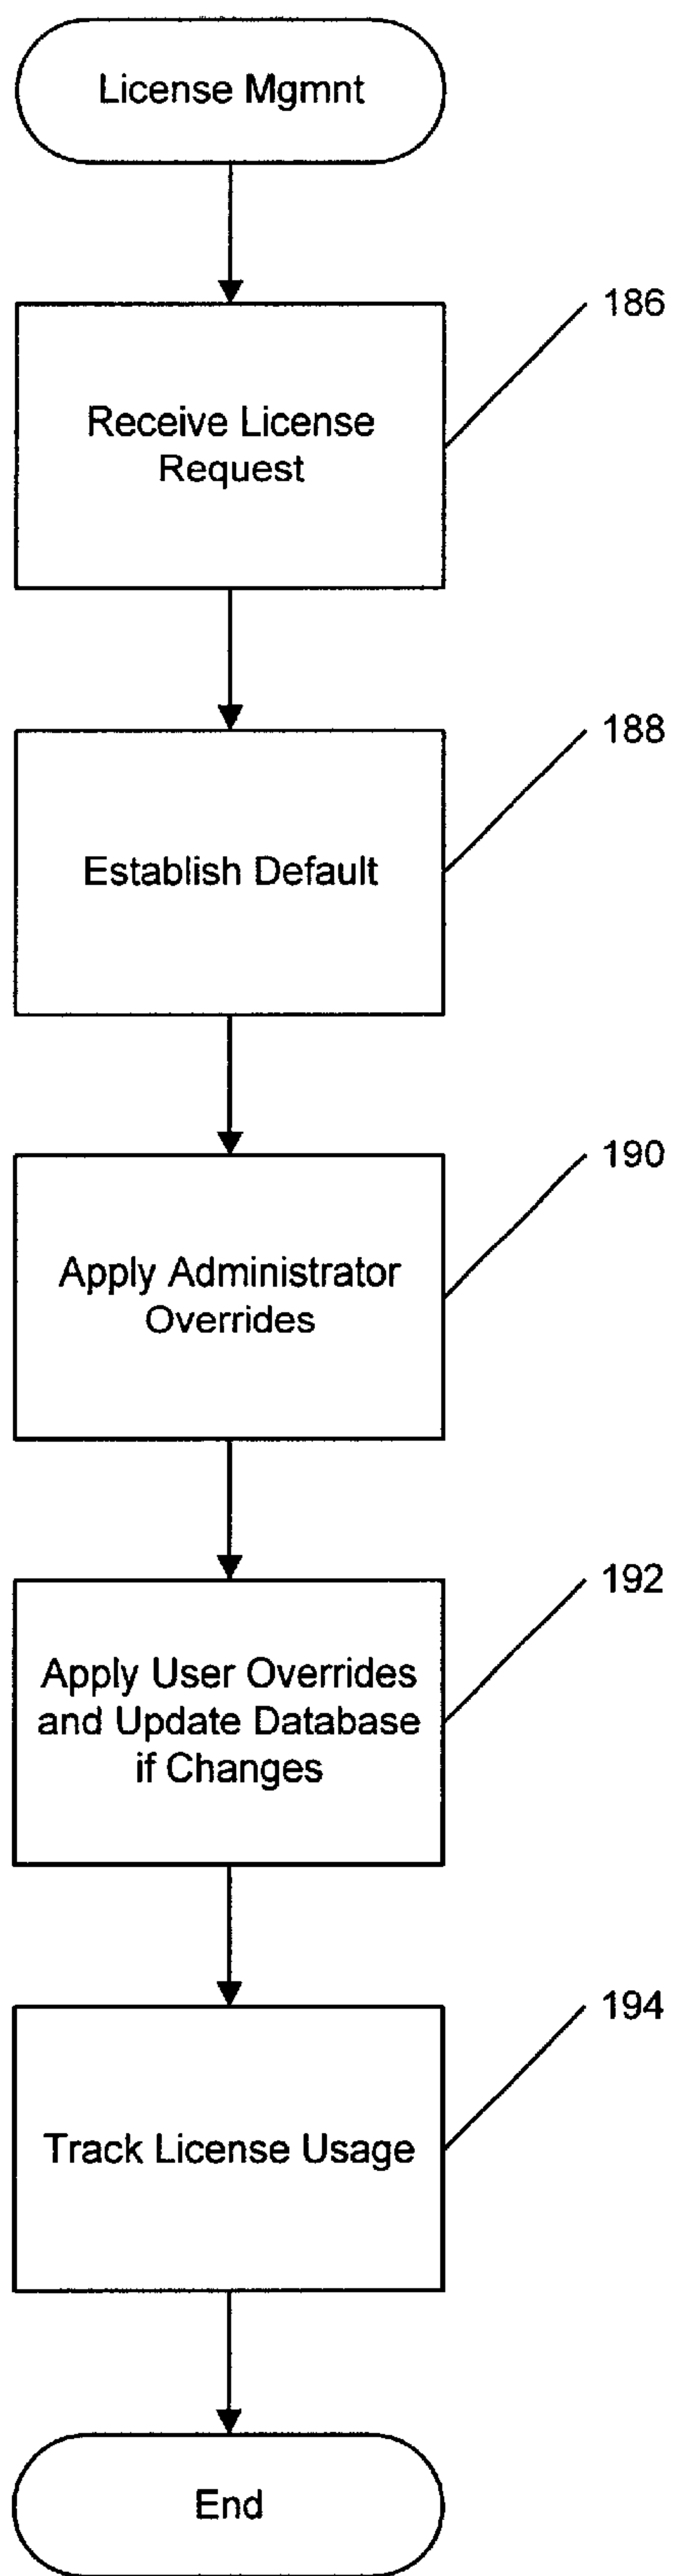 License Mgmnt
186
Receive License
Request
188
Establish Default
190
Apply Administrator
Overrides
192
Apply User Overrides
and Update Database
if Changes
194
Track License Usage
End